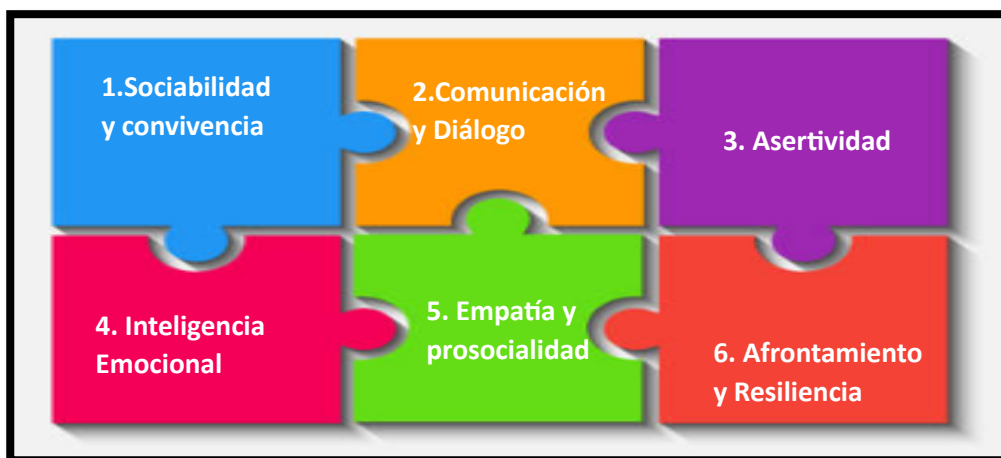 1.Sociabilidad
y convivencia
2.Comunicación
y Diálogo
3. Asertividad
4. Inteligencia
Emocional
5. Empatía y
prosocialidad
6. Afrontamiento
y Resiliencia